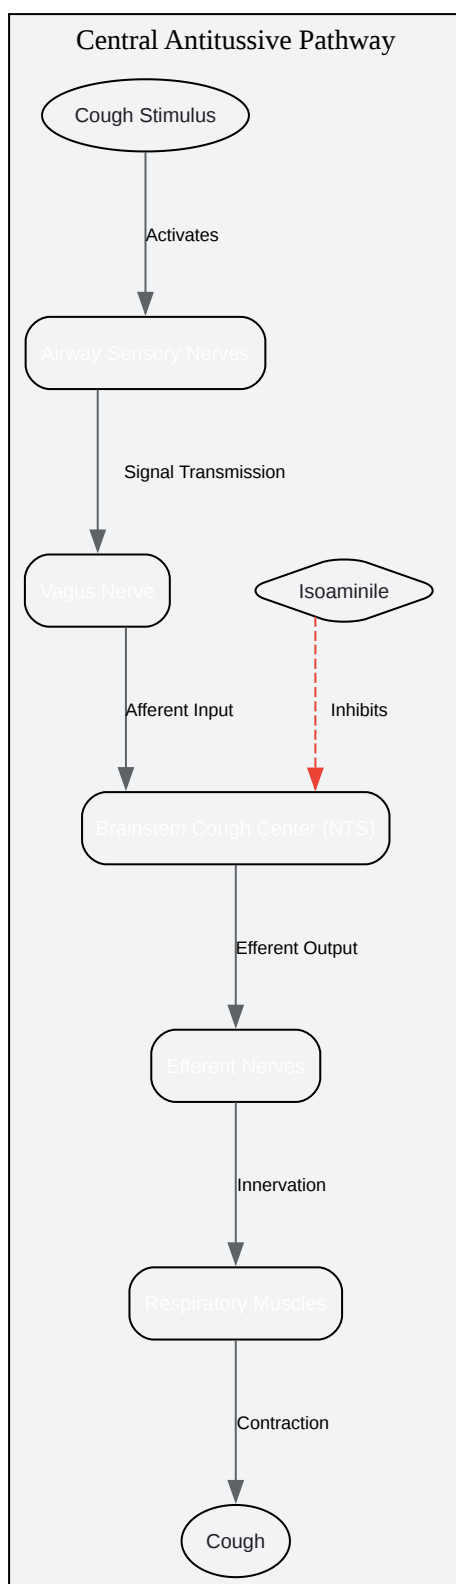 Central Antitussive Pathway
Cough Stimulus
Activates
Airway Sensory Nerves
Signal Transmission
Vagus Nerve
Isoaminile
Afferent Input
Inhibits
Brainstem Cough Center (NTS)
Efferent Output
Efferent Nerves
Innervation
Respiratory Muscles
Contraction
Cough